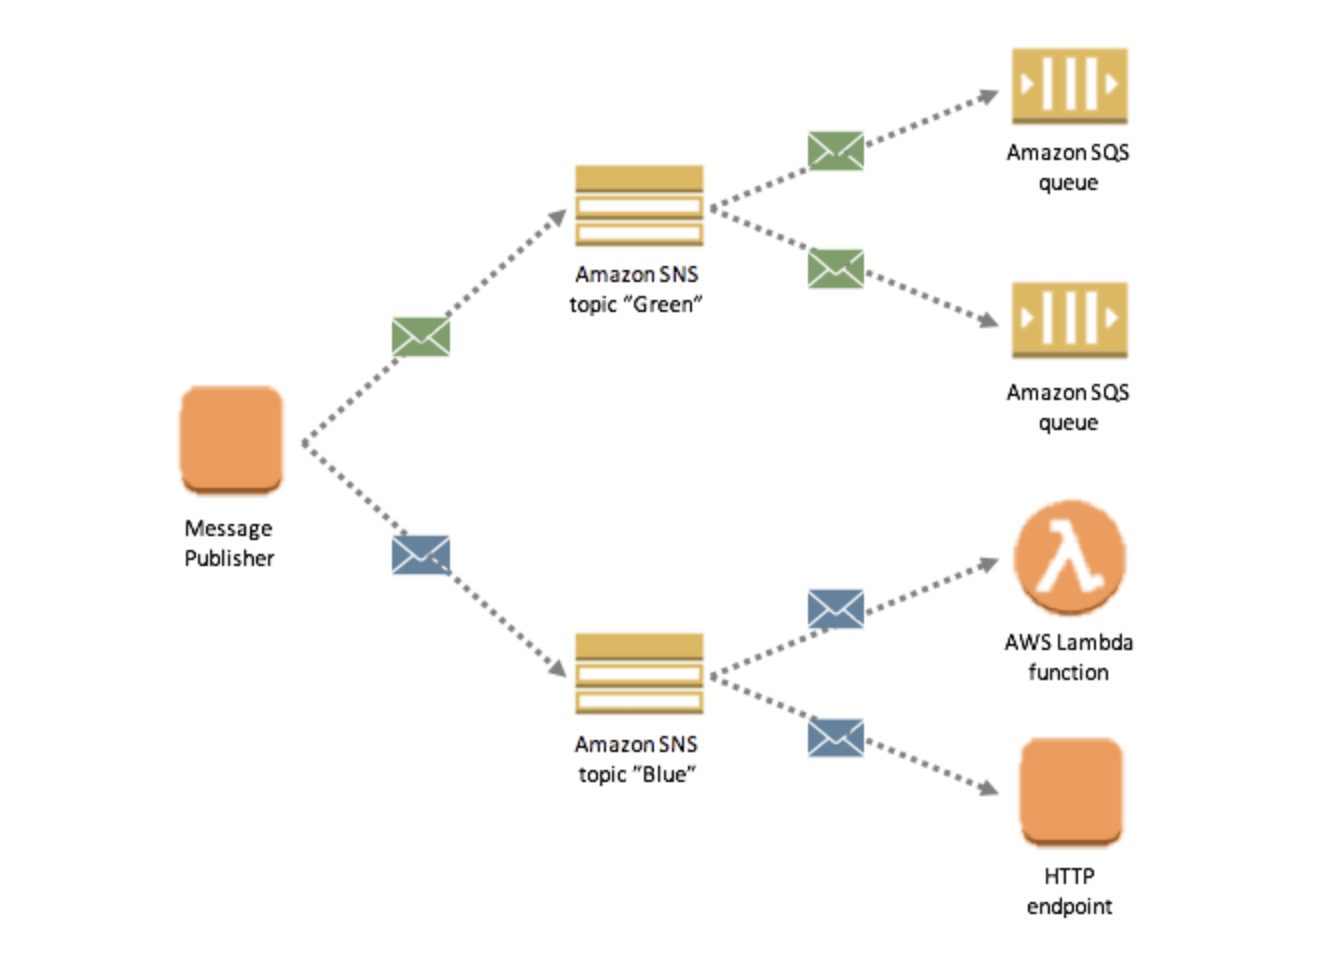 Amazon SQS
queue
Amazon SNS
topic "Green"
Amazon SQS
queue
Message
Publisher
AWS Lambda
function
Amazon SNS
topic "Blue"
HTTP
endpoint